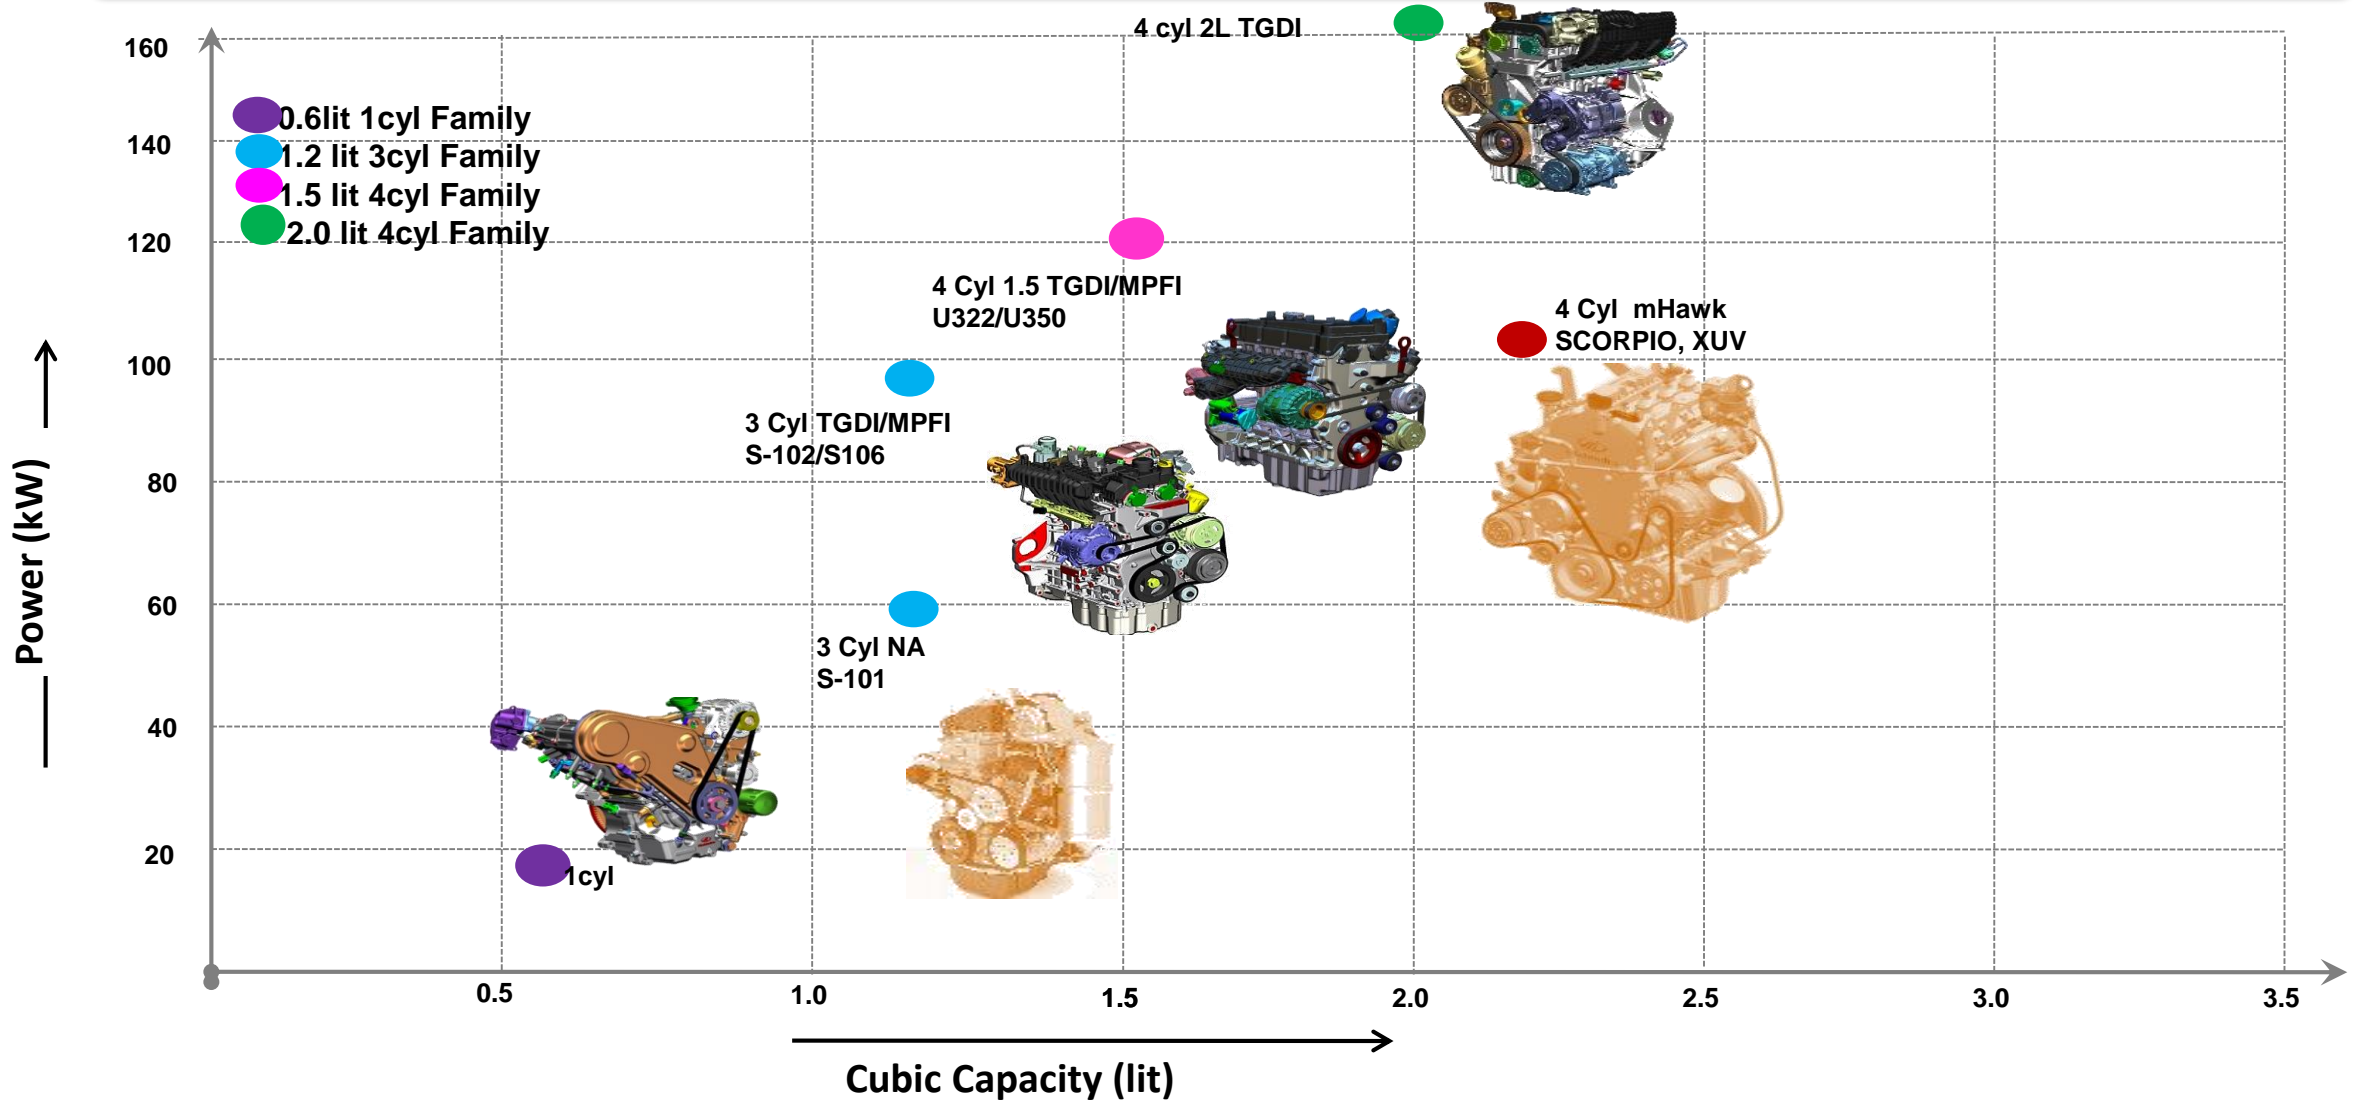 4 cyl 2L TGDI
160
0.6lit 1cyl Family
140
1.2 lit 3cyl Family
1.5 lit 4cyl Family
2.0 lit 4cyl Family
120
4 Cyl 1.5 TGDI/MPFI
U322/U350
4 Cyl mHawk
SCORPIO, XUV
100
3 Cyl TGDI/MPFI
S-102/S106
80
60
3 Cyl NA
S-101
40
20
1cyl
Power (kW)
0.5
1.0
1.5
2.0
2.5
3.0
3.5
Cubic Capacity (lit)